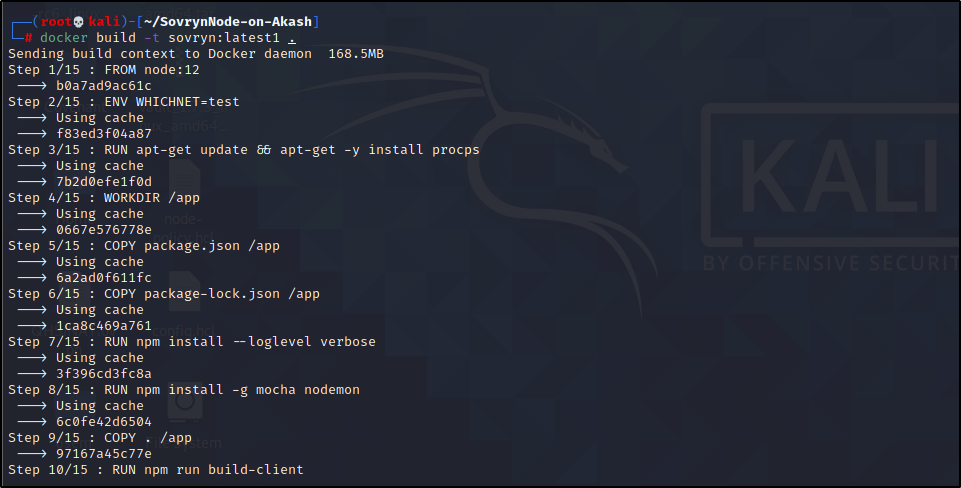 ┌──(root💀kali)-[~/SovrynNode-on-Akash]
└─# docker build -t sovryn:latest1 .
Sending build context to Docker daemon  168.5MB
Step 1/15 : FROM node:12
 ---> b0a7ad9ac61c
Step 2/15 : ENV WHICHNET=test
 ---> Using cache
 ---> f83ed3f04a87
Step 3/15 : RUN apt-get update && apt-get -y install procps
 ---> Using cache
 ---> 7b2d0efe1f0d
Step 4/15 : WORKDIR /app
 ---> Using cache
 ---> 0667e576778e
Step 5/15 : COPY package.json /app
 ---> Using cache
 ---> 6a2ad0f611fc
Step 6/15 : COPY package-lock.json /app
 ---> Using cache
 ---> 1ca8c469a761
Step 7/15 : RUN npm install --loglevel verbose
 ---> Using cache
 ---> 3f396cd3fc8a
Step 8/15 : RUN npm install -g mocha nodemon
 ---> Using cache
 ---> 6c0fe42d6504
Step 9/15 : COPY . /app
 ---> 97167a45c77e
Step 10/15 : RUN npm run build-client
KALI
BY OFFENSIVE SECURIT